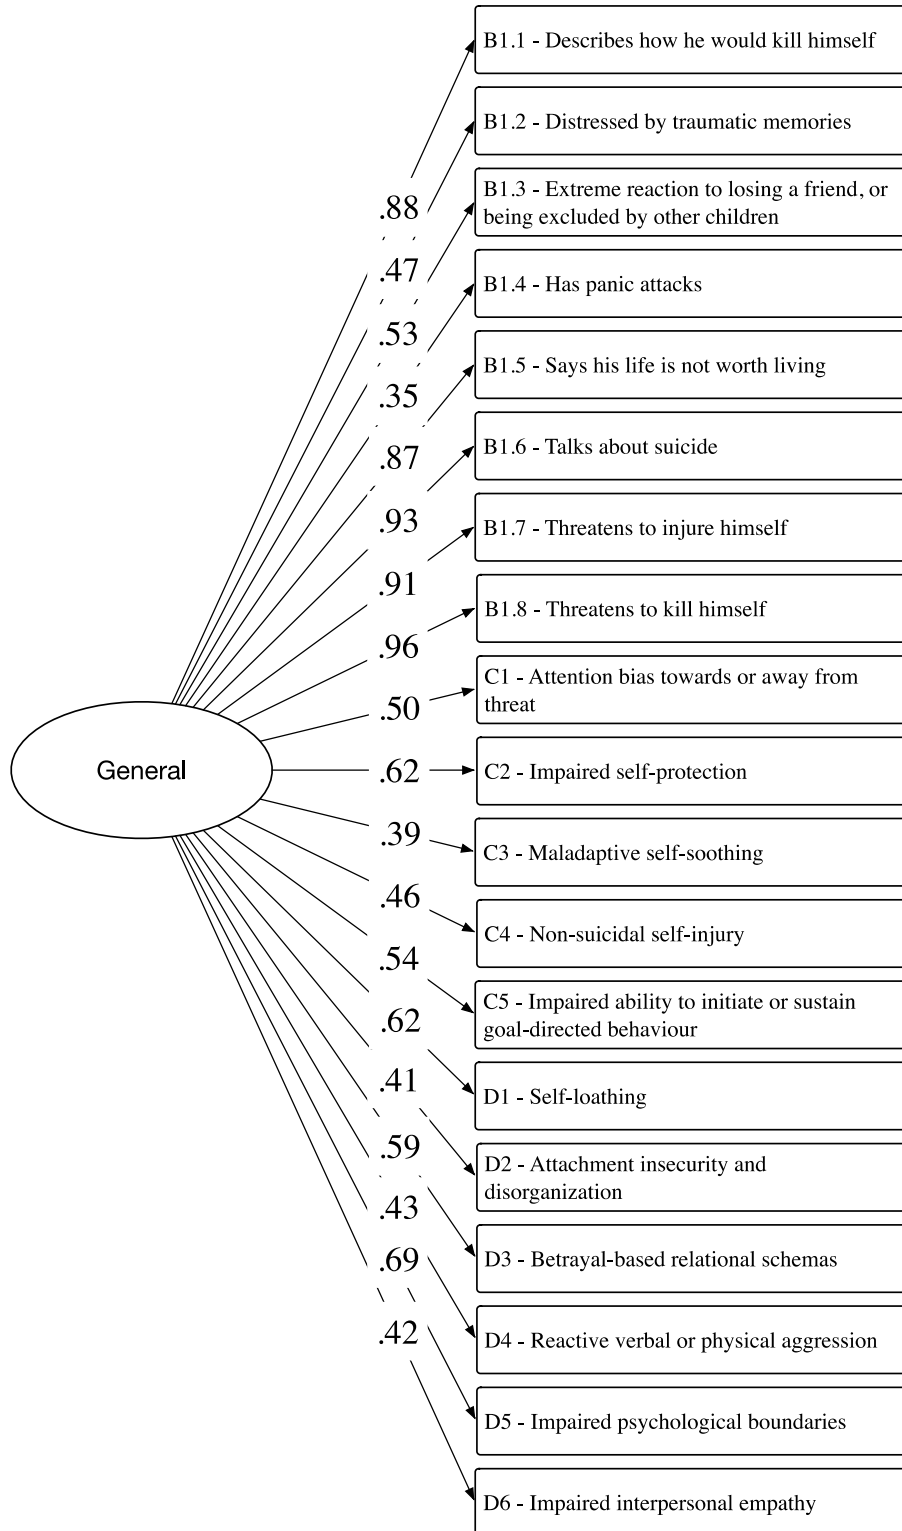 B1.1 - Describes how he would kill himself
B1.2 - Distressed by traumatic memories
B1.3 - Extreme reaction to losing a friend, or
being excluded by other children
B1.4 - Has panic attacks
B1.5 - Says his life is not worth living
B1.6 - Talks about suicide
B1.7 - Threatens to injure himself
B1.8 - Threatens to kill himself
C1 - Attention bias towards or away from
threat
C2 - Impaired self-protection
C3 - Maladaptive self-soothing
C4 - Non-suicidal self-injury
C5 - Impaired ability to initiate or sustain
goal-directed behaviour
D1 - Self-loathing
D2 - Attachment insecurity and
disorganization
D3 - Betrayal-based relational schemas
D4 - Reactive verbal or physical aggression
D5 - Impaired psychological boundaries
D6 - Impaired interpersonal empathy
.88
.47
.53
.35
.87
.93
.91
.96
.50
.62
.39
.46
.54
.62
.41
.59
.43
.69
.42
General